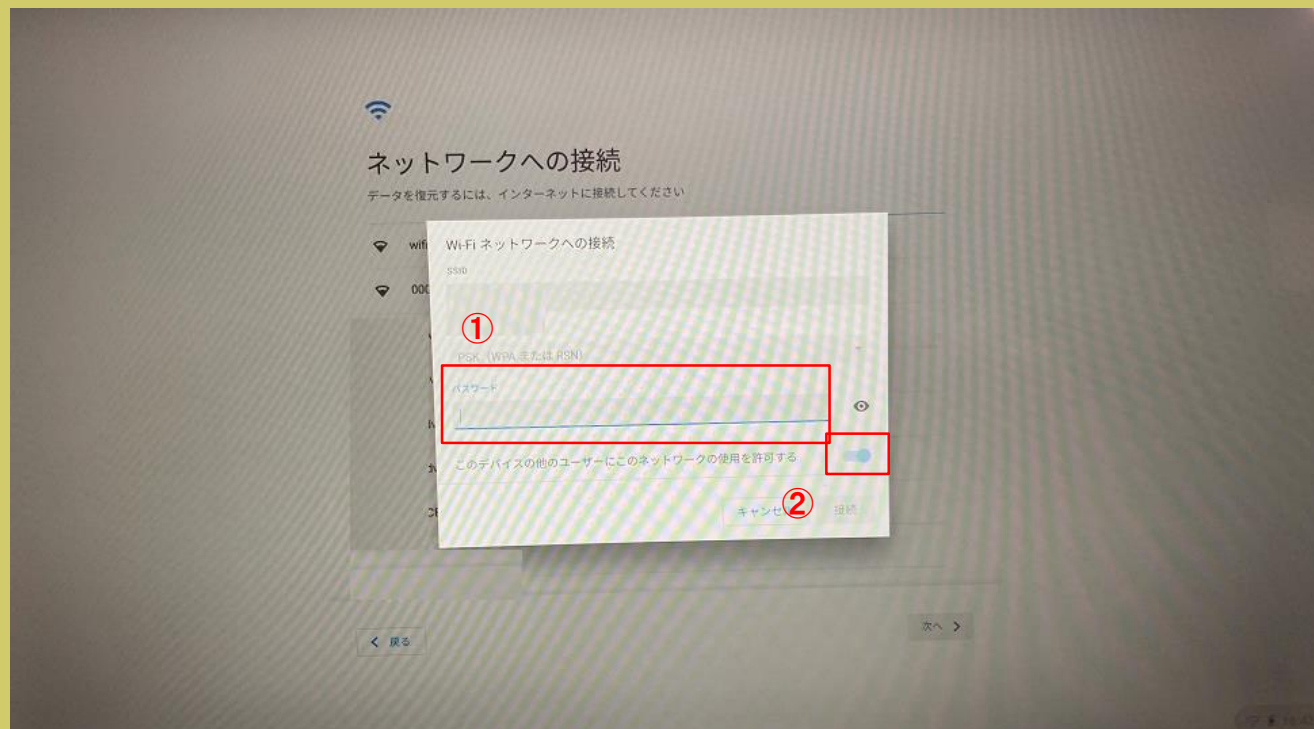 ネットワークへの接続
データを復元するには、インターネットに接続してください
wifi
Wi-Fi ネットワークへの接続
SSID
000
①
PSK（WPA または RSN）
パスワード
このデバイスの他のユーザーにこのネットワークの使用を許可する
キャンセ
②
接続
戻る
次へ